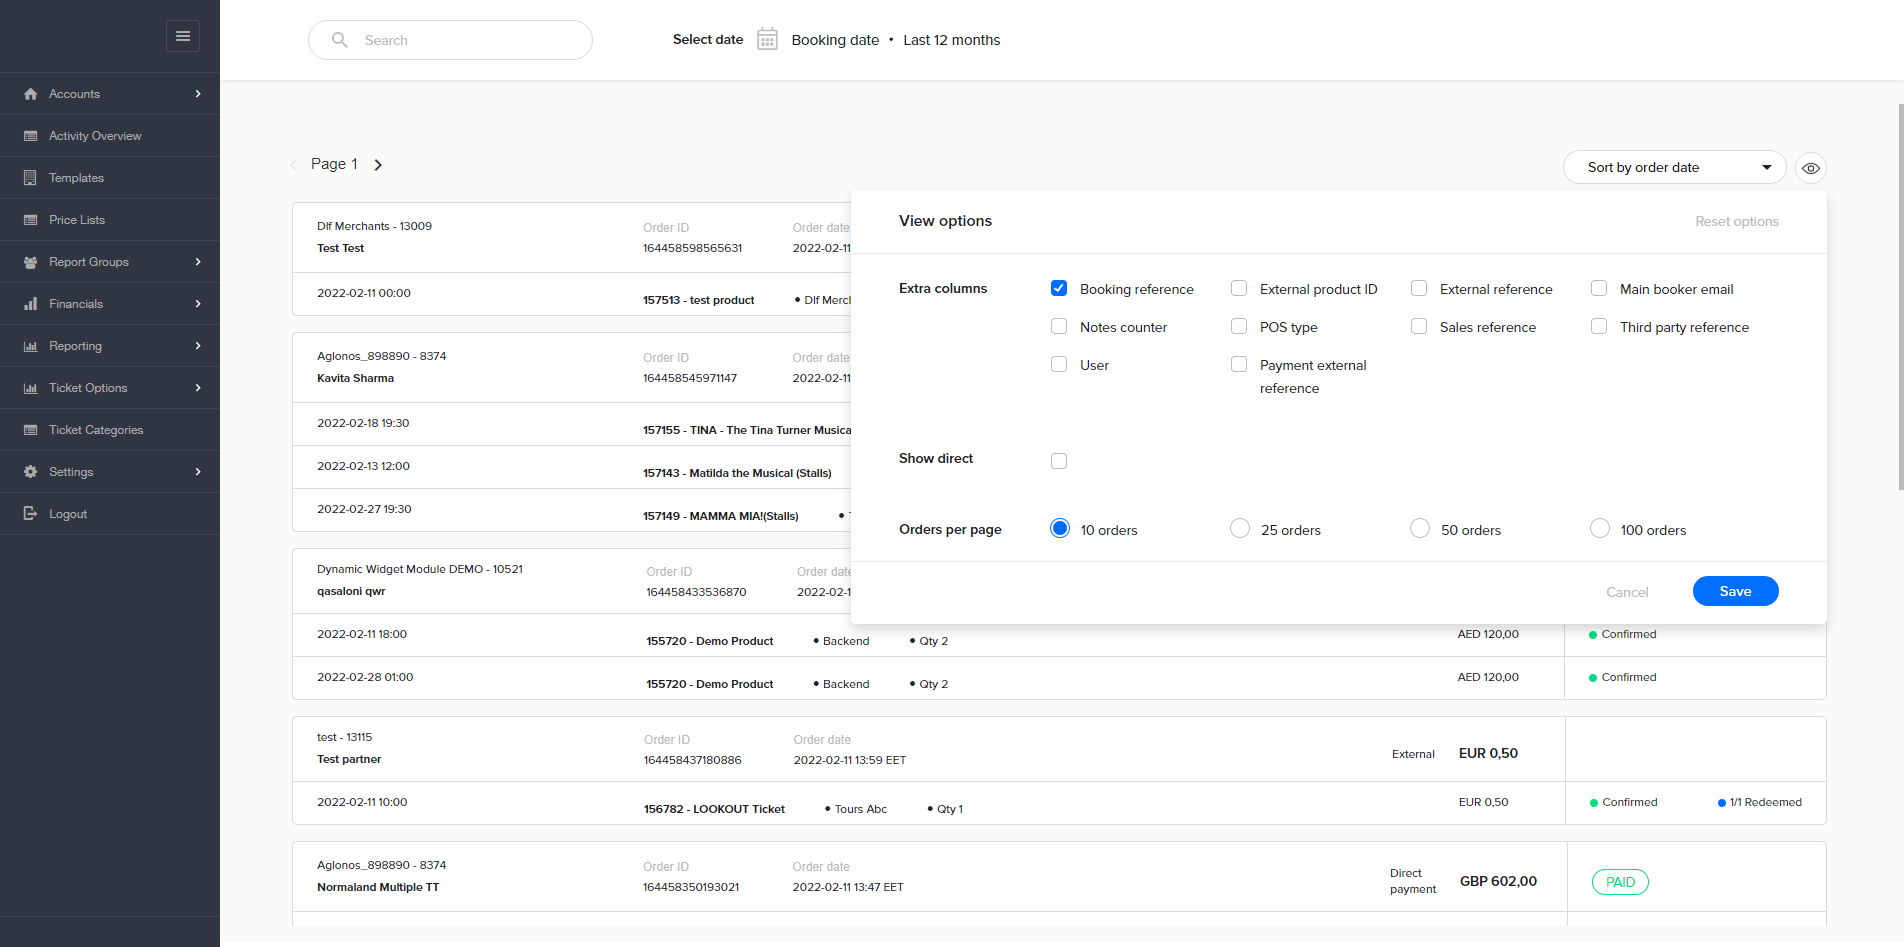 Search
Select date Booking date • Last 12 months
Accounts
Activity Overview
Templates
Price Lists
Report Groups
Financials
Reporting
Ticket Options
Ticket Categories
Settings
Logout
Page 1
Sort by order date
View options Reset options
Extra columns
Booking reference External product ID External reference Main booker email
Notes counter POS type Sales reference Third party reference
User Payment external
reference
Show direct
Orders per page 10 orders 25 orders 50 orders 100 orders
Cancel Save
Dlf Merchants - 13009 Order ID Order date
Test Test 164458598565631 2022-02-11
2022-02-11 00:00 157513 - test product • Dlf Merch
Aglonos_898890 - 8374 Order ID Order date
Kavita Sharma 164458545971147 2022-02-11
2022-02-18 19:30 157155 - TINA - The Tina Turner Musica
2022-02-13 12:00 157143 - Matilda the Musical (Stalls)
2022-02-27 19:30 157149 - MAMMA MIA!(Stalls) •
Dynamic Widget Module DEMO - 10521 Order ID Order date
qasaloni qwr 164458433536870 2022-02-1
2022-02-11 18:00 155720 - Demo Product • Backend • Qty 2 AED 120,00 Confirmed
2022-02-28 01:00 155720 - Demo Product • Backend • Qty 2 AED 120,00 Confirmed
test - 13115 Order ID Order date
Test partner 164458437180886 2022-02-11 13:59 EET External EUR 0,50
2022-02-11 10:00 156782 - LOOKOUT Ticket • Tours Abc • Qty 1 EUR 0,50 Confirmed 1/1 Redeemed
Aglonos_898890 - 8374 Order ID Order date
Normaland Multiple TT 164458350193021 2022-02-11 13:47 EET
Direct
payment GBP 602,00 PAID